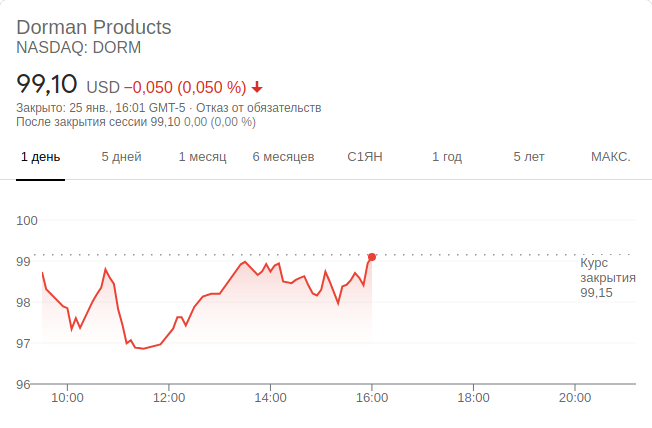 Dorman Products
NASDAQ: DORM
99,10 USD −0,050 (0,050 %)
Закрыто: 25 янв., 16:01 GMT-5 · Отказ от обязательств
После закрытия сессии 99,10 0,00 (0,00 %)
1 день 5 дней 1 месяц 6 месяцев С1ЯН 1 год 5 лет МАКС.
100
99
Курс
закрытия
99,15
98
97
96
10:00 12:00 14:00 16:00 18:00 20:00